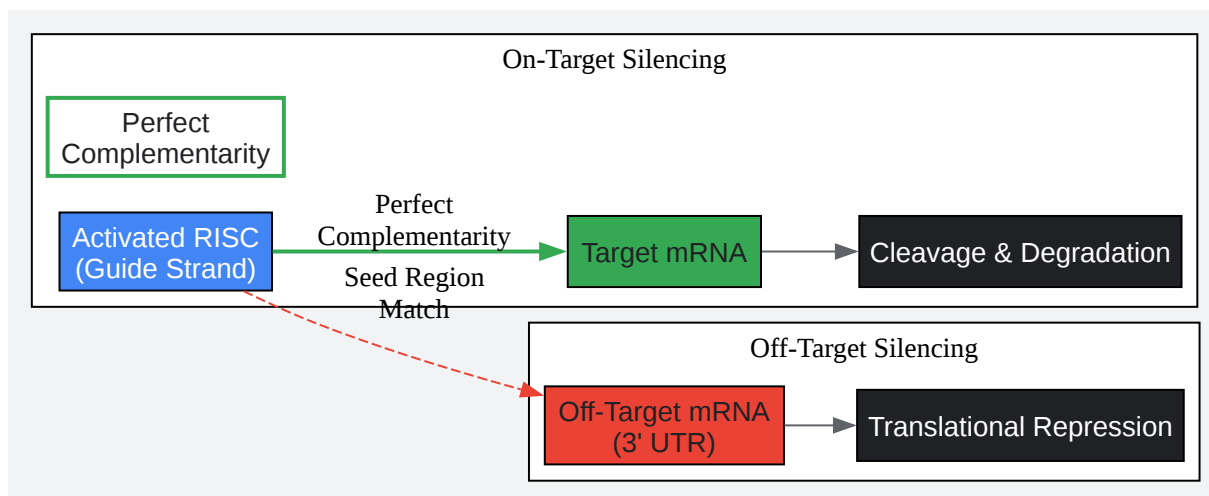 On-Target Silencing
Perfect
Complementarity
Activated RISC
(Guide Strand)
Perfect
Complementarity
Seed Region
Match
Target mRNA
Cleavage & Degradation
Off-Target Silencing
Off-Target mRNA
(3' UTR)
Translational Repression